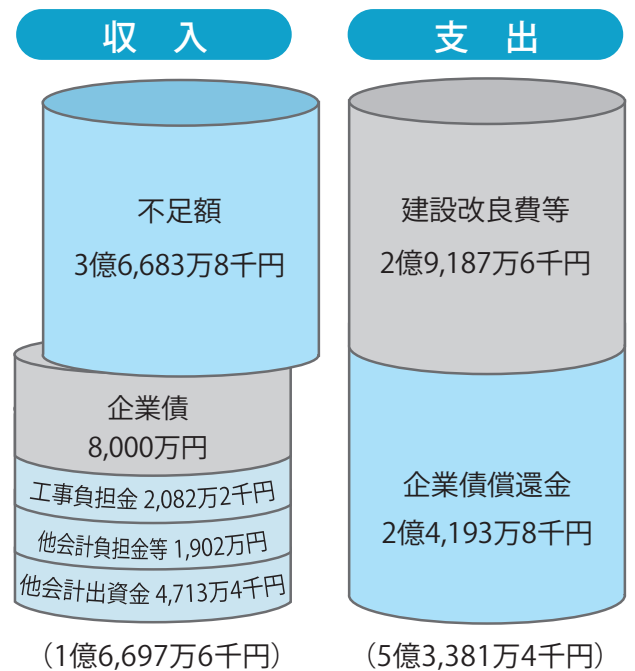 収 入
不足額
3億6,683万8千円
企業債
8,000万円
工事負担金 2,082万2千円
他会計負担金等 1,902万円
他会計出資金 4,713万4千円
（1億6,697万6千円）
支 出
建設改良費等
2億9,187万6千円
企業債償還金
2億4,193万8千円
（5億3,381万4千円）